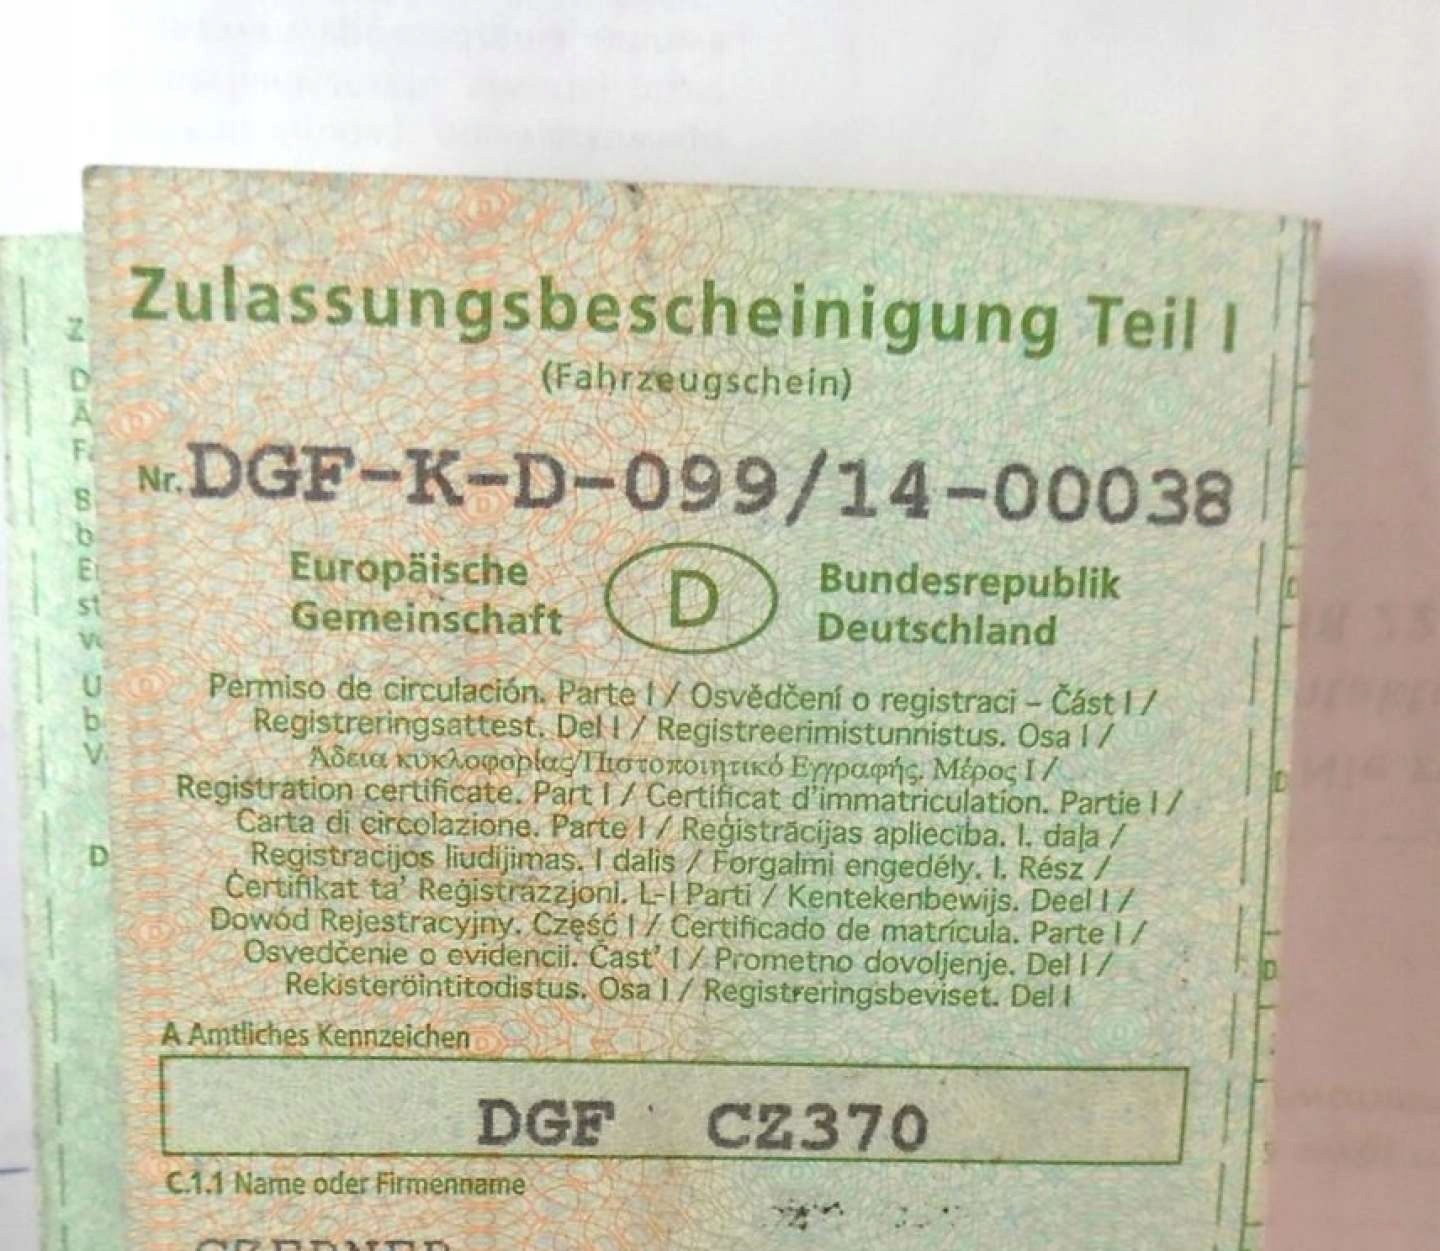 Zulassungsbescheinigung Teil I
(Fahrzeugschein)
Nr. DGF-K-D-099/14-00038
Europäische
Gemeinschaft
D
Bundesrepublik
Deutschland
Permiso de circulación. Parte I / Osvědčení o registraci – Část I /
Registreringsattest. Del I / Registreerimistunnistus. Osa I /
Άδεια κυκλοφορίας/Πιστοποιητικό Εγγραφής. Μέρος I /
Registration certificate. Part I / Certificat d'immatriculation. Partie I /
Carta di circolazione. Parte I / Reģistrācijas apliecība. I. daļa /
Registracijos liudijimas. I dalis / Forgalmi engedély. I. Rész /
Ċertifikat ta' Reġistrazzjoni. L-I Parti / Kentekenbewijs. Deel I /
Dowód Rejestracyjny. Część I / Certificado de matrícula. Parte I /
Osvedčenie o evidencii. Časť I / Prometno dovoljenje. Del I /
Rekisteröintitodistus. Osa I / Registreringsbeviset. Del I
A Amtliches Kennzeichen
DGF CZ370
C.1.1 Name oder Firmenname